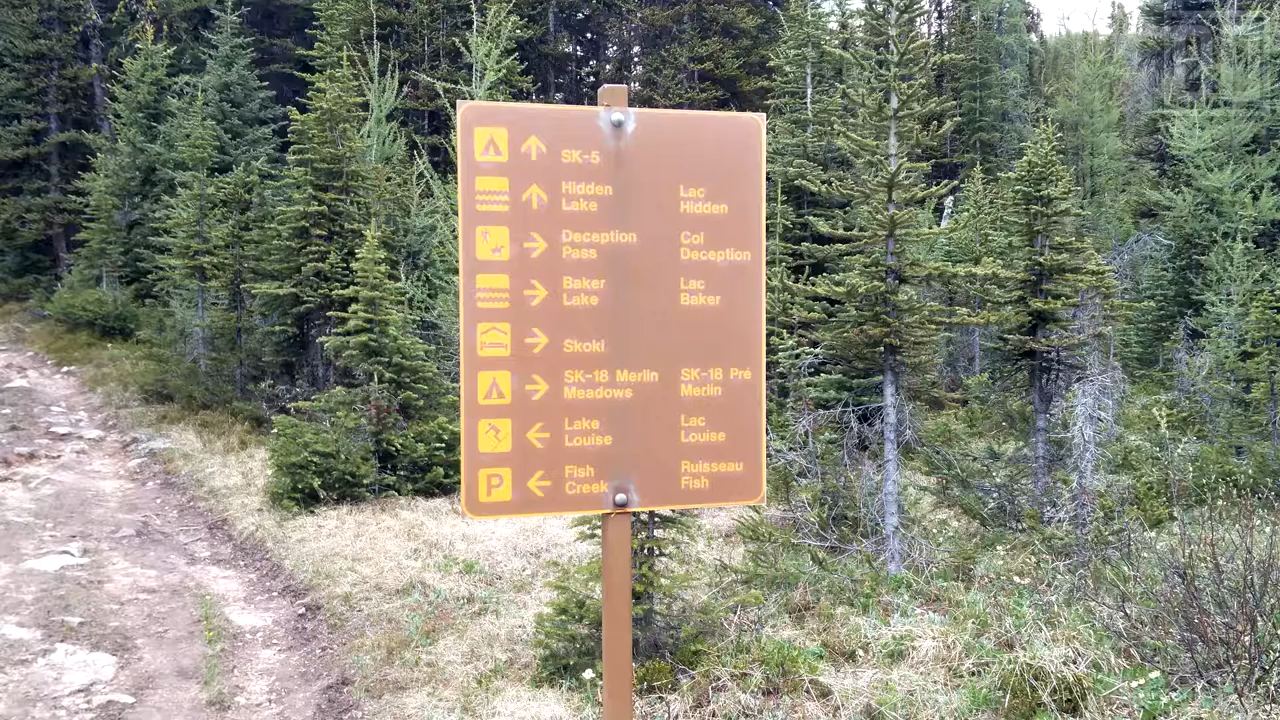 SK-5
Hidden Lac
Lake Hidden
Deception Col
Pass Deception
Baker Lac
Lake Baker
Skoki
SK-18 Merlin SK-18 Pré
Meadows Merlin
Lake Lac
Louise Louise
P Fish Ruisseau
Creek Fish